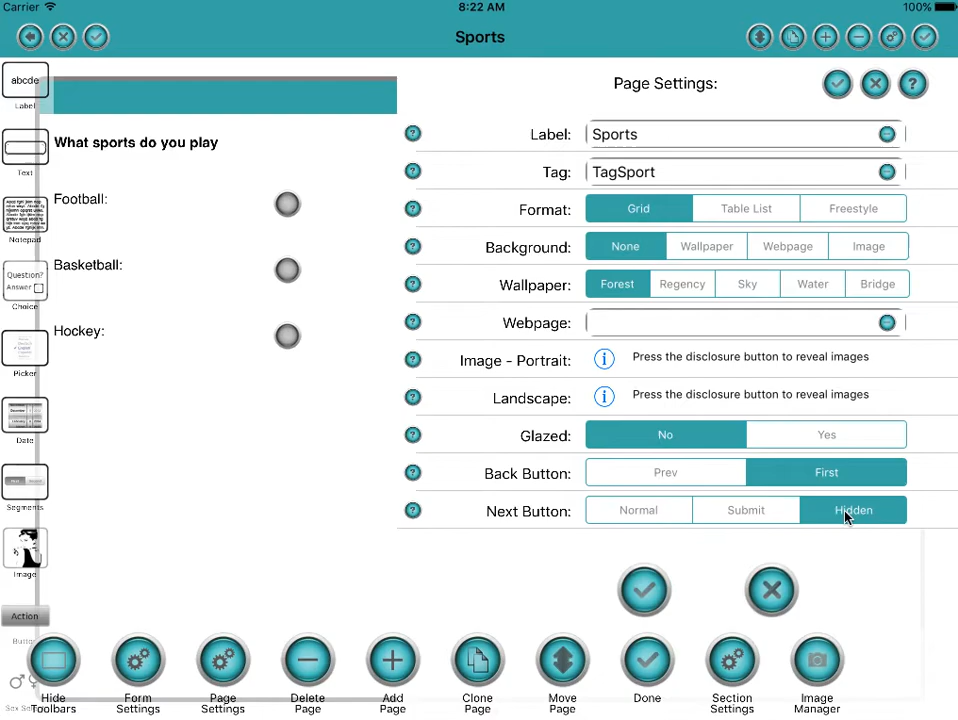 Carrier 8:22 AM 100%
Sports
abcde
Label
Text
Notepad
Question?
Answer
Choice
Picker
Date
Segments
Image
Action
What sports do you play
Football:
Basketball:
Hockey:
Page Settings:
Label: Sports
Tag: TagSport
Format: Grid Table List Freestyle
Background: None Wallpaper Webpage Image
Wallpaper: Forest Regency Sky Water Bridge
Webpage:
Image - Portrait: Press the disclosure button to reveal images
Landscape: Press the disclosure button to reveal images
Glazed: No Yes
Back Button: Prev First
Next Button: Normal Submit Hidden
Hide Toolbars
Form Settings
Page Settings
Delete Page
Add Page
Clone Page
Move Page
Done
Section Settings
Image Manager